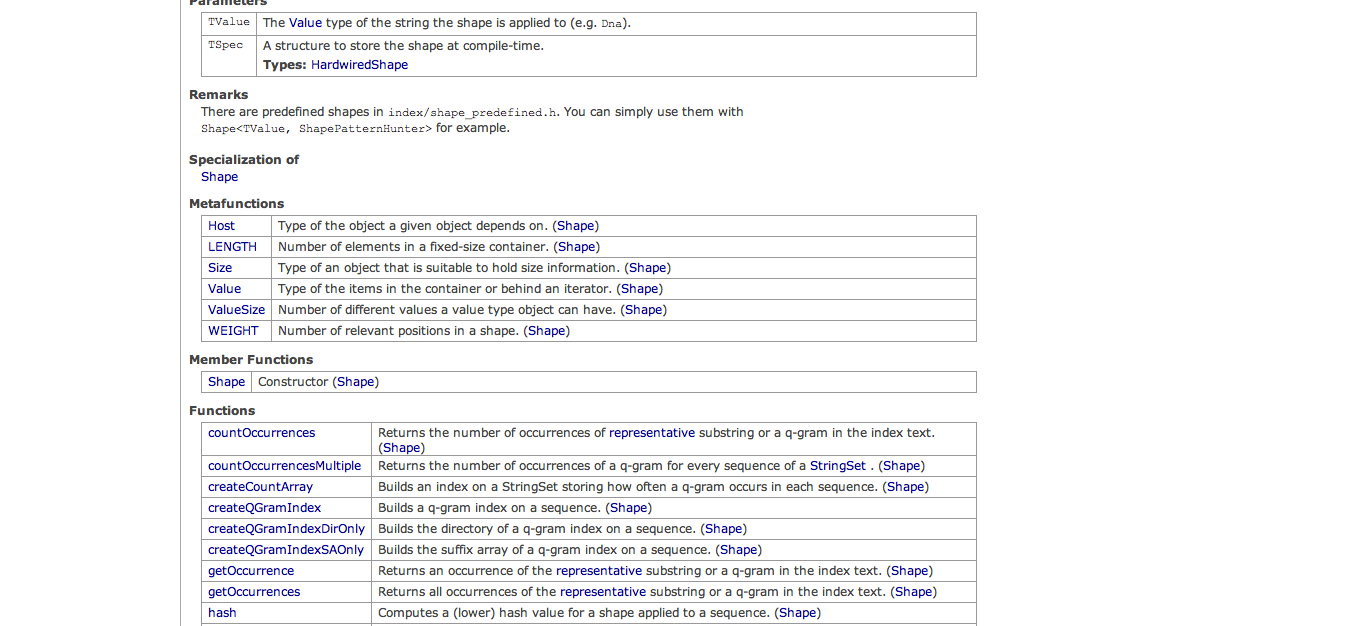 Parameters
TValue The Value type of the string the shape is applied to (e.g. Dna).
TSpec A structure to store the shape at compile-time.
Types: HardwiredShape
Remarks
There are predefined shapes in index/shape_predefined.h. You can simply use them with
Shape<TValue, ShapePatternHunter> for example.
Specialization of
Shape
Metafunctions
Host Type of the object a given object depends on. (Shape)
LENGTH Number of elements in a fixed-size container. (Shape)
Size Type of an object that is suitable to hold size information. (Shape)
Value Type of the items in the container or behind an iterator. (Shape)
ValueSize Number of different values a value type object can have. (Shape)
WEIGHT Number of relevant positions in a shape. (Shape)
Member Functions
Shape Constructor (Shape)
Functions
countOccurrences Returns the number of occurrences of representative substring or a q-gram in the index text.
(Shape)
countOccurrencesMultiple Returns the number of occurrences of a q-gram for every sequence of a StringSet . (Shape)
createCountArray Builds an index on a StringSet storing how often a q-gram occurs in each sequence. (Shape)
createQGramIndex Builds a q-gram index on a sequence. (Shape)
createQGramIndexDirOnly Builds the directory of a q-gram index on a sequence. (Shape)
createQGramIndexSAOnly Builds the suffix array of a q-gram index on a sequence. (Shape)
getOccurrence Returns an occurrence of the representative substring or a q-gram in the index text. (Shape)
getOccurrences Returns all occurrences of the representative substring or a q-gram in the index text. (Shape)
hash Computes a (lower) hash value for a shape applied to a sequence. (Shape)